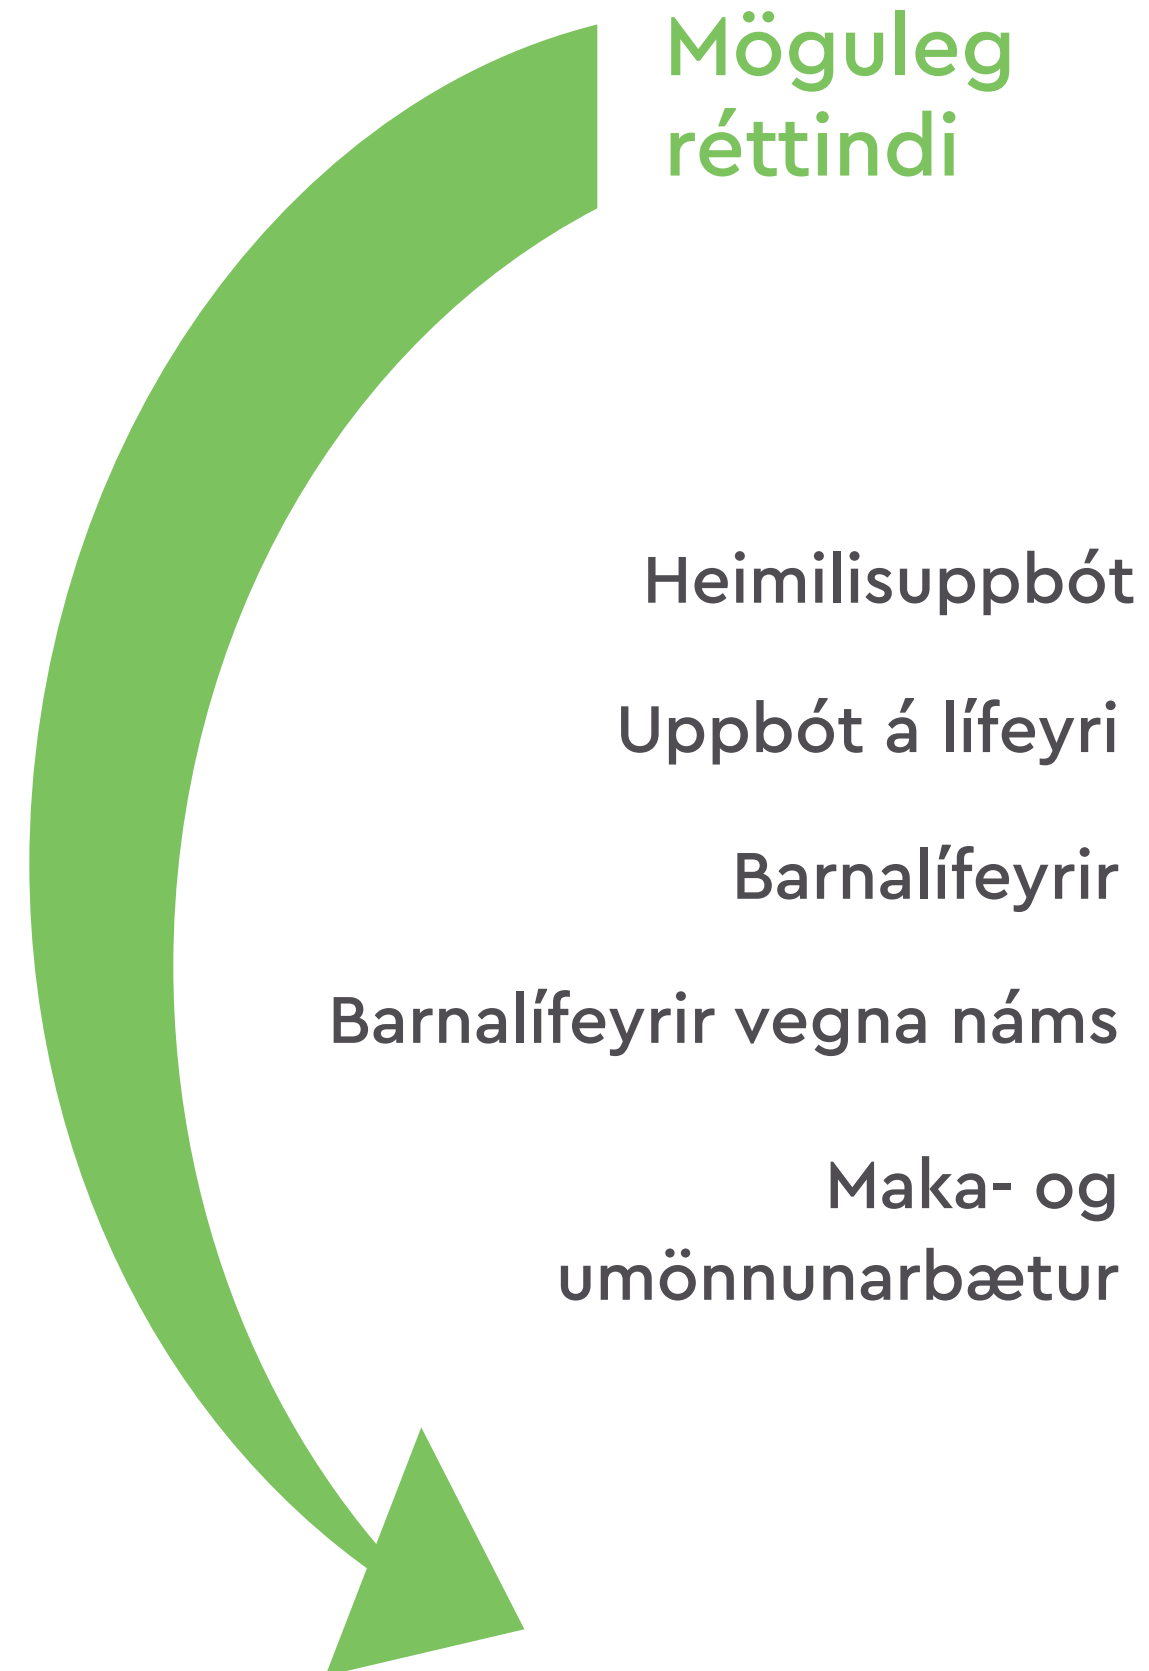 Möguleg
réttindi
Heimilisuppbót
Uppbót á lífeyri
Barnalífeyrir
Barnalífeyrir vegna náms
Maka- og
umönnunarbætur